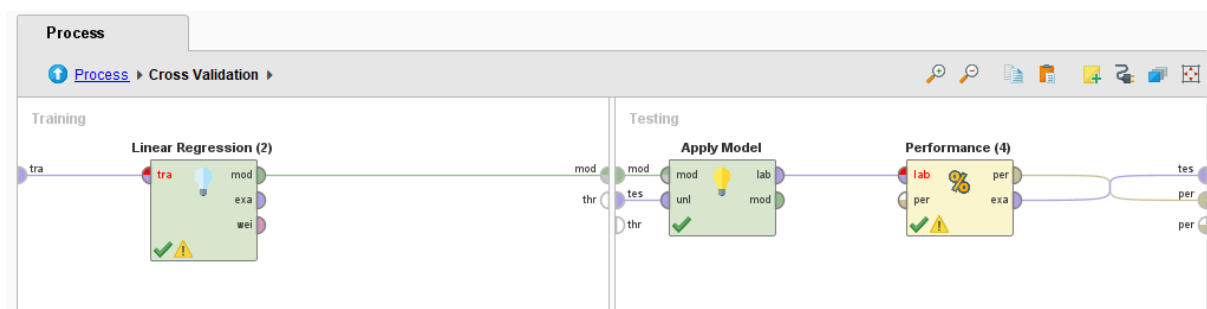 Process
Process ▸ Cross Validation ▸
Training
Testing
Linear Regression (2)
Apply Model
Performance (4)
tra
tra
mod
exa
wei
mod
thr
mod
tes
thr
mod
unl
lab
mod
lab
per
per
exa
tes
per
per